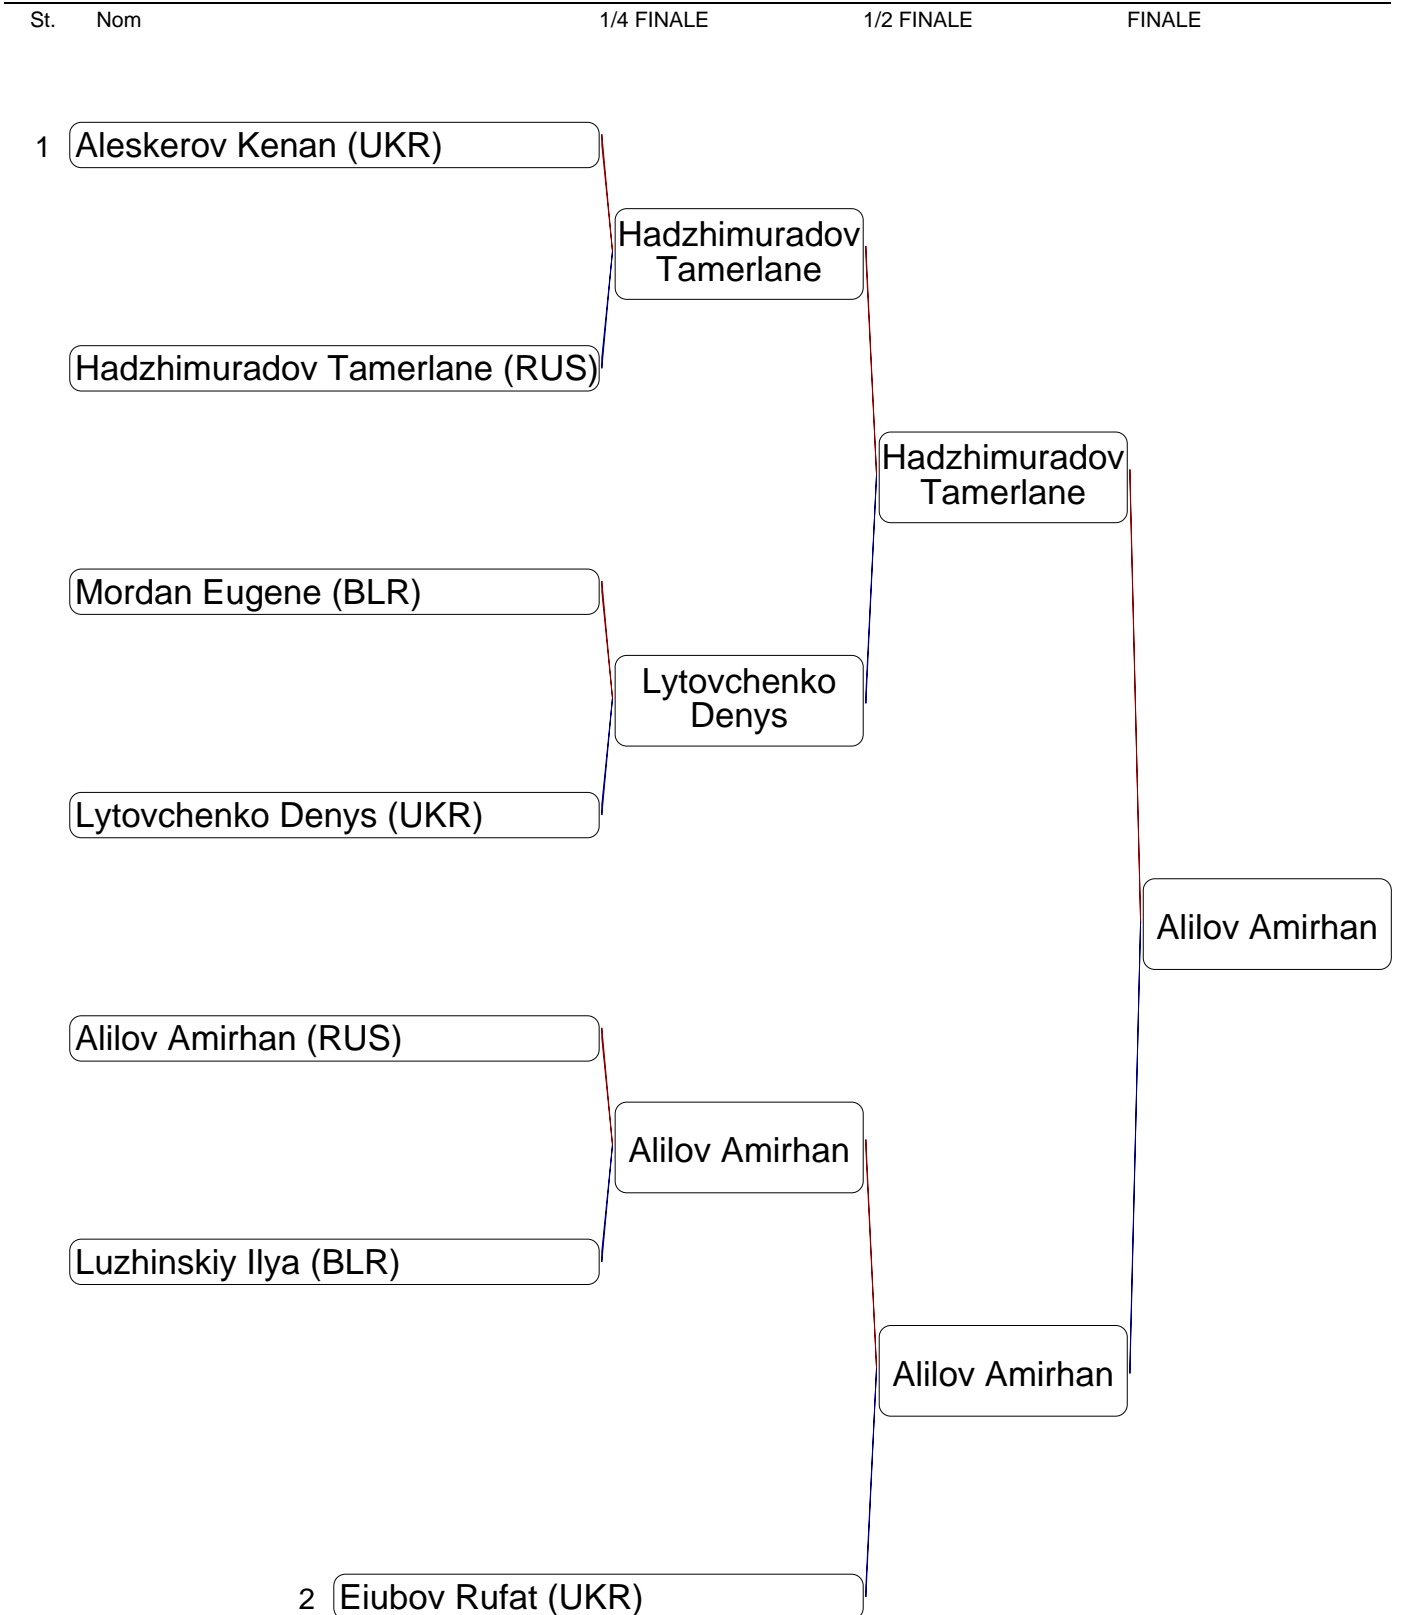 St. Nom 1/4 FINALE 1/2 FINALE FINALE
1 Aleskerov Kenan (UKR)
Hadzhimuradov
Tamerlane
Hadzhimuradov Tamerlane (RUS)
Hadzhimuradov
Tamerlane
Mordan Eugene (BLR)
Lytovchenko
Denys
Lytovchenko Denys (UKR)
Alilov Amirhan
Alilov Amirhan (RUS)
Alilov Amirhan
Luzhinskiy Ilya (BLR)
Alilov Amirhan
2 Eiubov Rufat (UKR)